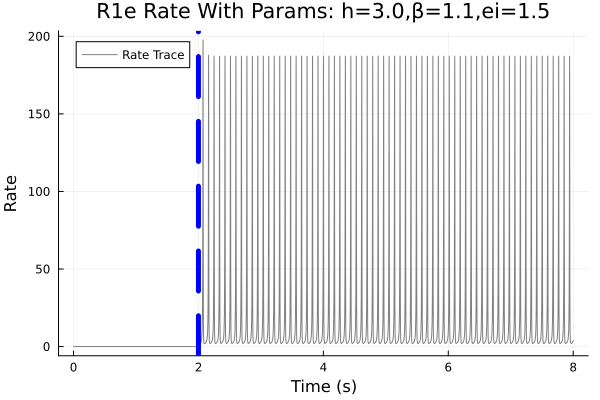 R1e Rate With Params: h=3.0,β=1.1,ei=1.5
Rate Trace
200
150
100
50
0
Rate
0 2 4 6 8
Time (s)